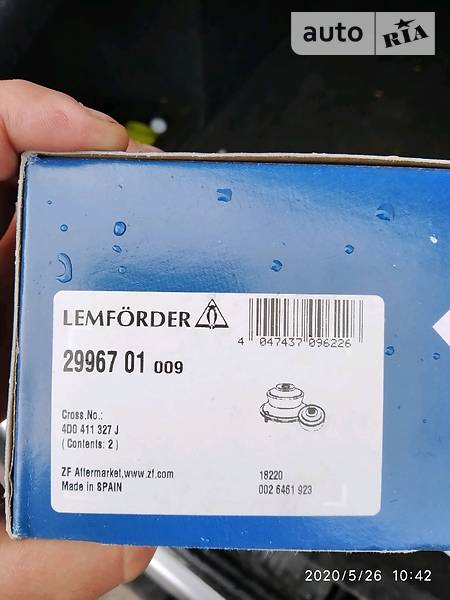 auto RIA
LEMFÖRDER
4 047437 096226
29967 01 009
Cross.No.:
4D0 411 327 J
( Contents: 2 )
ZF Aftermarket,www.zf.com
Made in SPAIN
18220
002 6461 923
2020/5/26 10:42